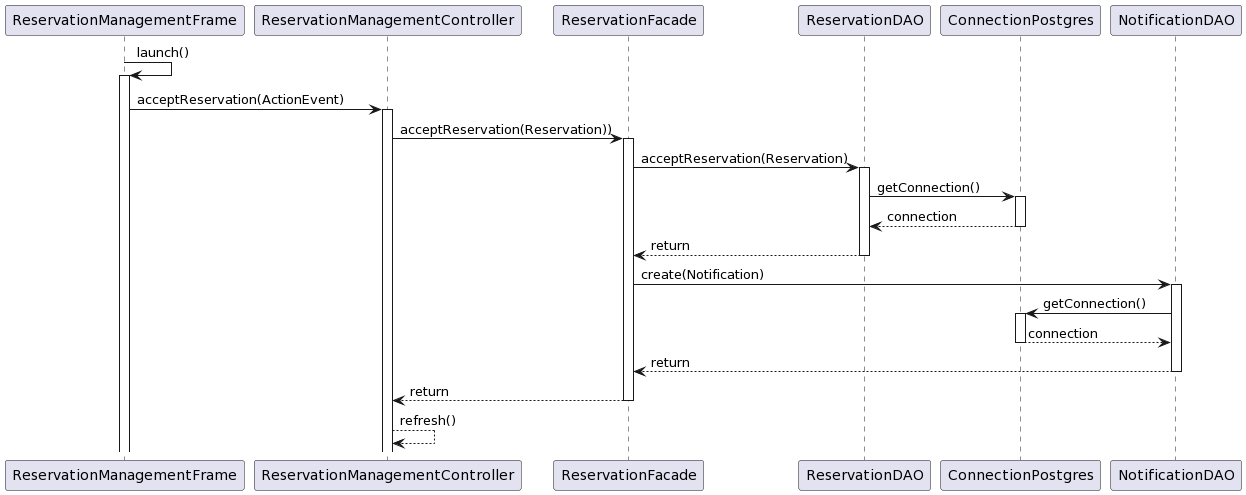 ReservationManagementFrame ReservationManagementController ReservationFacade ReservationDAO ConnectionPostgres NotificationDAO
launch()
acceptReservation(ActionEvent)
acceptReservation(Reservation))
acceptReservation(Reservation)
getConnection()
connection
return
create(Notification)
getConnection()
connection
return
return
refresh()
ReservationManagementFrame ReservationManagementController ReservationFacade ReservationDAO ConnectionPostgres NotificationDAO